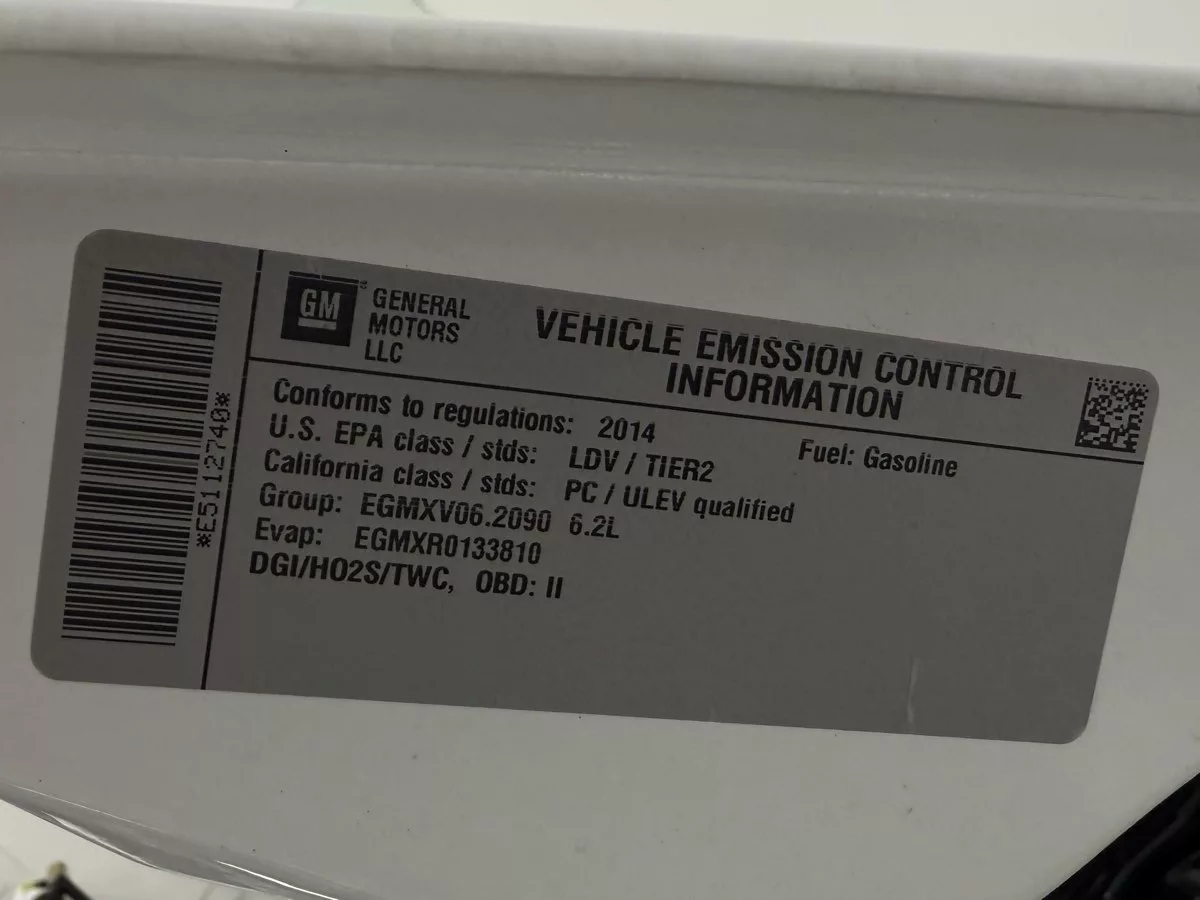 *E5112740*
GM
GENERAL
MOTORS
LLC
VEHICLE EMISSION CONTROL
INFORMATION
Conforms to regulations: 2014
Fuel: Gasoline
U.S. EPA class / stds: LDV / TIER2
California class / stds: PC / ULEV qualified
Group: EGMXV06.2090 6.2L
Evap: EGMXR0133810
DGI/HO2S/TWC, OBD: II